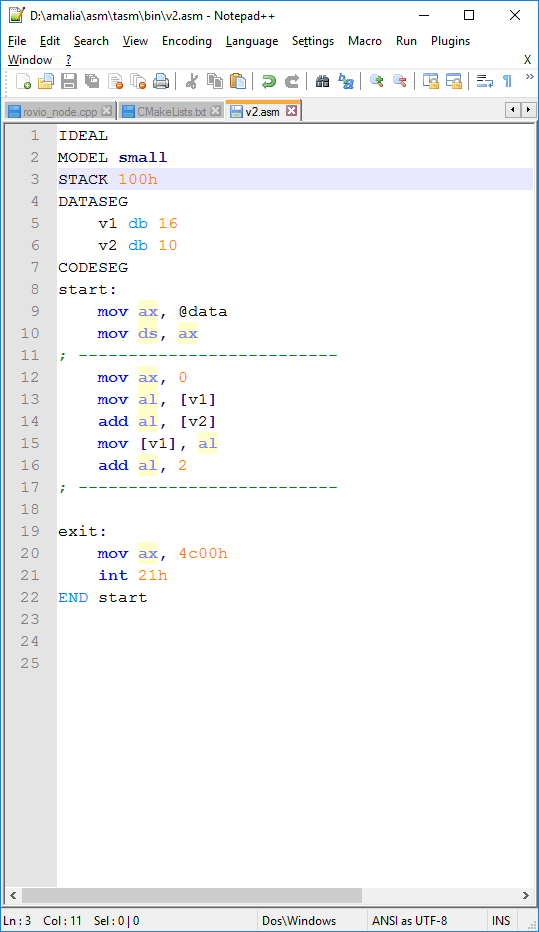 D:\amalia\asm\tasm\bin\v2.asm - Notepad++
File Edit Search View Encoding Language Settings Macro Run Plugins
Window ? X
rovio_node.cpp CMakeLists.txt v2.asm
1 IDEAL
2 MODEL small
3 STACK 100h
4 DATASEG
5     v1 db 16
6     v2 db 10
7 CODESEG
8 start:
9     mov ax, @data
10     mov ds, ax
11 ; --------------------------
12     mov ax, 0
13     mov al, [v1]
14     add al, [v2]
15     mov [v1], al
16     add al, 2
17 ; --------------------------
18
19 exit:
20     mov ax, 4c00h
21     int 21h
22 END start
23
24
25
Ln : 3 Col : 11 Sel : 0 | 0 Dos\Windows ANSI as UTF-8 INS